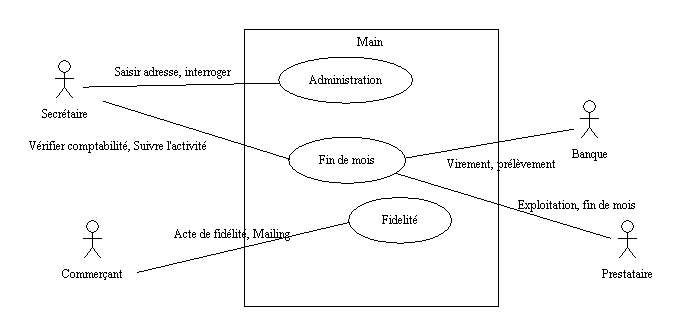 Main
Saisir adresse, interroger
Administration
Secrétaire
Vérifier comptabilité, Suivre l'activité
Fin de mois
Banque
Virement, prélèvement
Exploitation, fin de mois
Fidelité
Acte de fidélité, Mailing
Commerçant
Prestataire